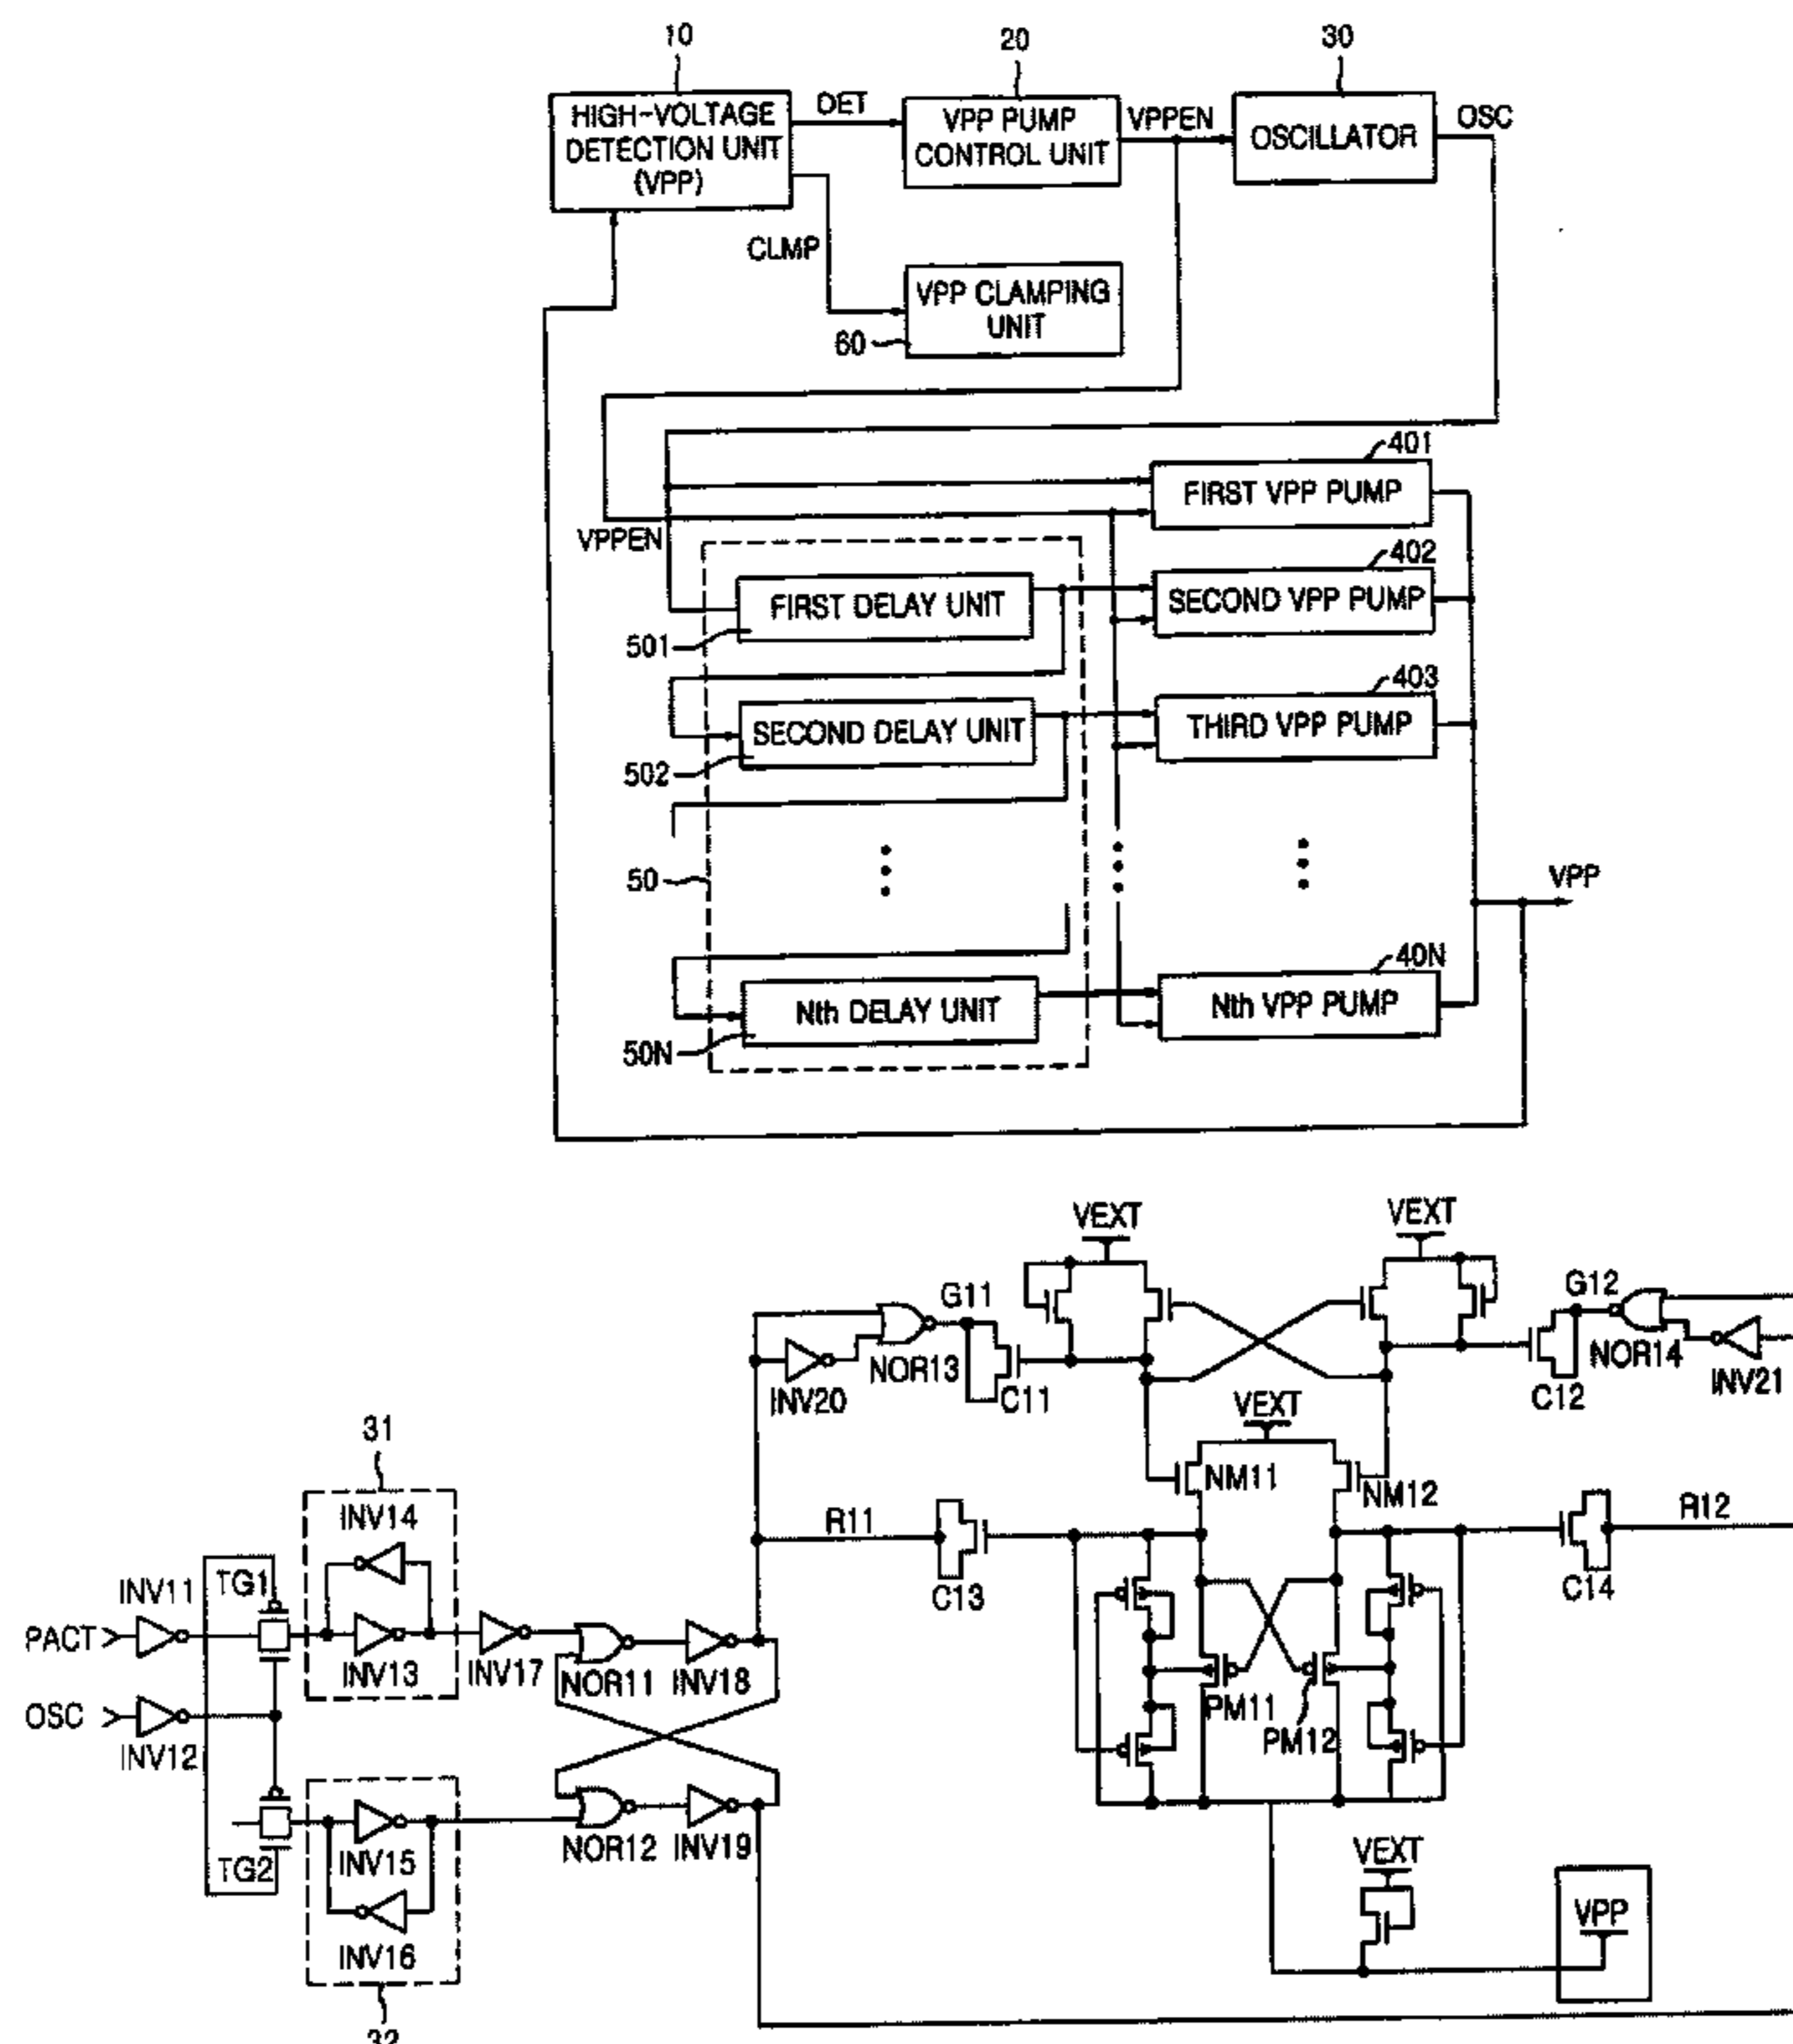 10
20
30
HIGH-VOLTAGE
DETECTION UNIT
(VPP)
DET
VPP PUMP
CONTROL UNIT
VPPEN
OSCILLATOR
OSC
CLMP
VPP CLAMPING
UNIT
60
401
FIRST VPP PUMP
VPPEN
402
FIRST DELAY UNIT
SECOND VPP PUMP
501
403
SECOND DELAY UNIT
THIRD VPP PUMP
502
50
VPP
40N
Nth DELAY UNIT
Nth VPP PUMP
50N
VEXT
VEXT
G11
G12
NOR13
NOR14
INV20
C11
C12
INV21
VEXT
31
NM11
NM12
INV14
R11
R12
INV11
TG1
C13
C14
PACT
INV13
INV17
NOR11
INV18
PM11
OSC
INV12
PM12
NOR12
INV19
VEXT
TG2
INV15
VPP
INV16
32